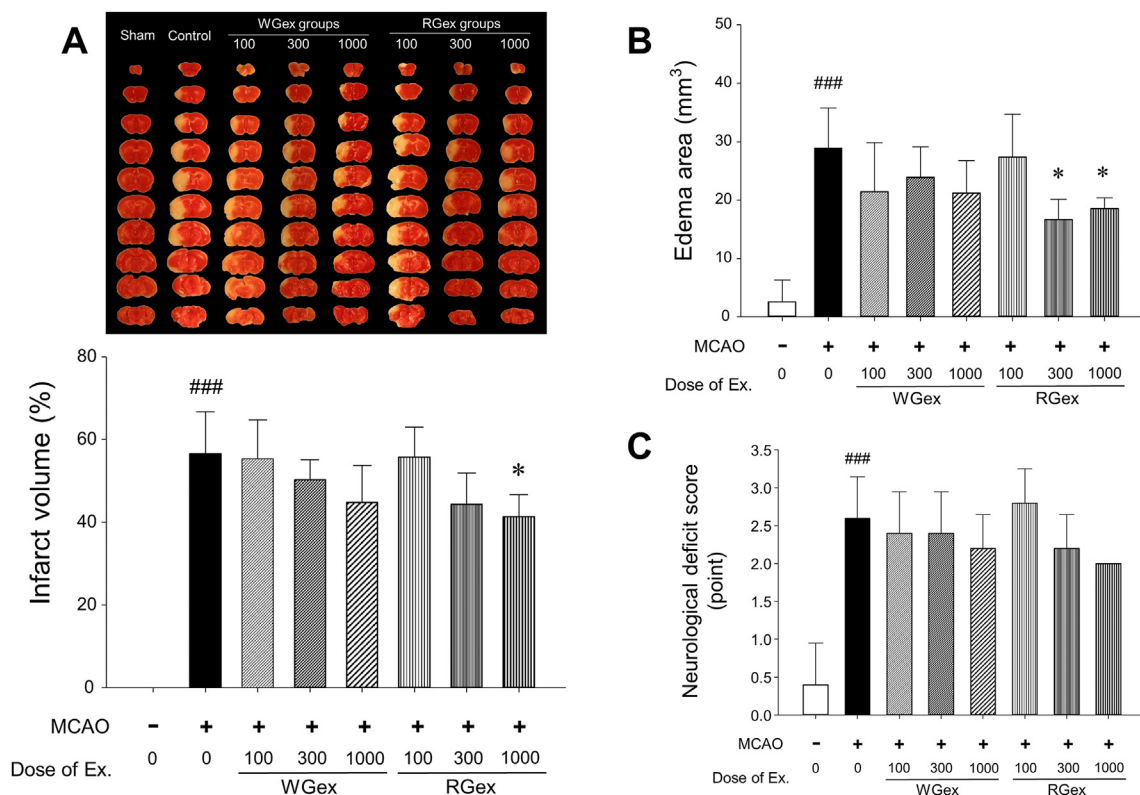 A
WGex groups
RGex groups
Sham
Control
100
300
1000
100
300
1000
Infarct volume (%)
80
60
40
20
0
###
*
MCAO
- + + + + + + +
Dose of Ex.
0 0 100 300 1000 100 300 1000
WGex
RGex
B
Edema area (mm³)
50
40
30
20
10
0
###
*
*
MCAO
- + + + + + + +
Dose of Ex.
0 0 100 300 1000 100 300 1000
WGex
RGex
C
Neurological deficit score
(point)
3.5
3.0
2.5
2.0
1.5
1.0
0.5
0.0
###
MCAO
- + + + + + + +
Dose of Ex.
0 0 100 300 1000 100 300 1000
WGex
RGex